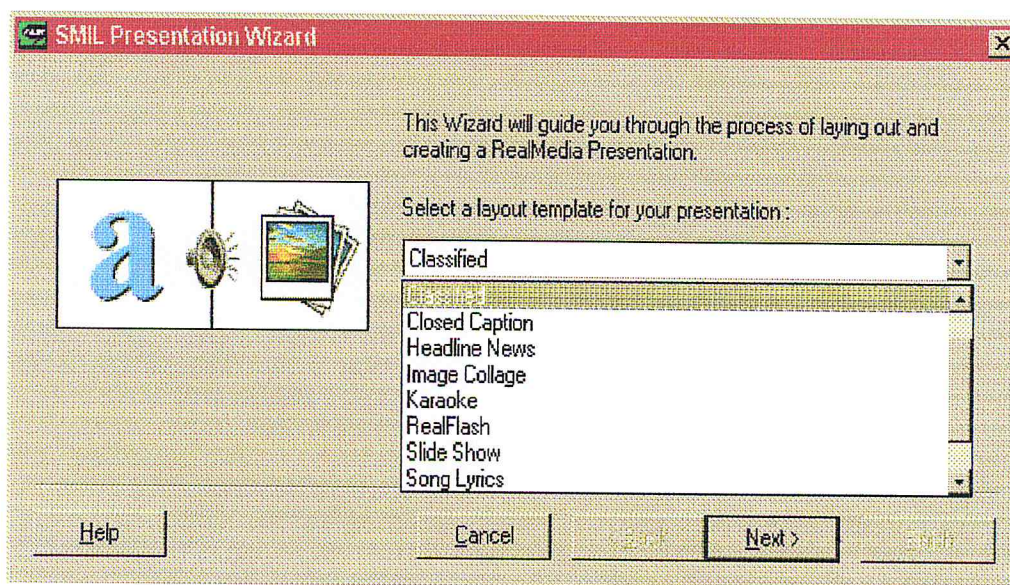 SMIL Presentation Wizard
This Wizard will guide you through the process of laying out and
creating a RealMedia Presentation.
a
Select a layout template for your presentation :
Classified
Classified
Closed Caption
Headline News
Image Collage
Karaoke
RealFlash
Slide Show
Song Lyrics
Help Cancel Next >